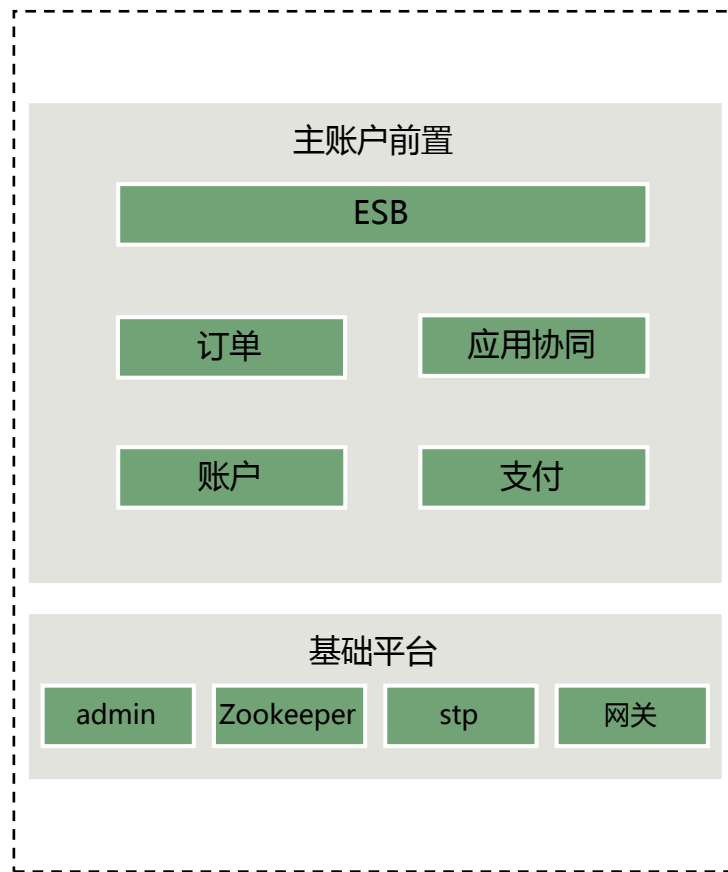 主账户前置
ESB
订单
应用协同
账户
支付
基础平台
admin
Zookeeper
stp
网关